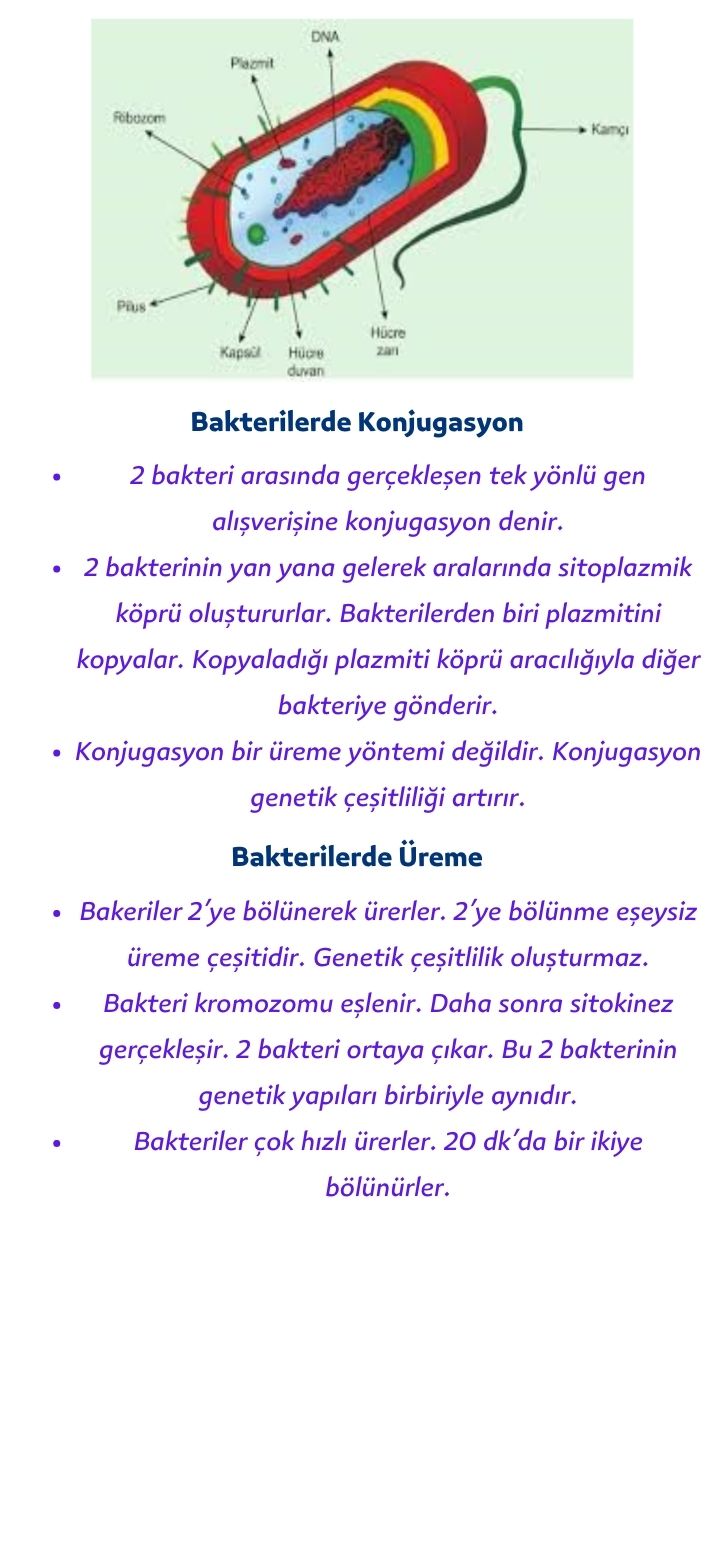 DNA
Plazmit
Ribozom
Kamçı
Pilus
Hücre
zarı
Kapsül
Hücre
duvarı
Bakterilerde Konjugasyon
• 2 bakteri arasında gerçekleşen tek yönlü gen
alışverişine konjugasyon denir.
• 2 bakterinin yan yana gelerek aralarında sitoplazmik
köprü oluştururlar. Bakterilerden biri plazmitini
kopyalar. Kopyaladığı plazmiti köprü aracılığıyla diğer
bakteriye gönderir.
• Konjugasyon bir üreme yöntemi değildir. Konjugasyon
genetik çeşitliliği artırır.
Bakterilerde Üreme
• Bakeriler 2'ye bölünerek ürerler. 2'ye bölünme eşeysiz
üreme çeşitidir. Genetik çeşitlilik oluşturmaz.
• Bakteri kromozomu eşlenir. Daha sonra sitokinez
gerçekleşir. 2 bakteri ortaya çıkar. Bu 2 bakterinin
genetik yapıları birbiriyle aynıdır.
• Bakteriler çok hızlı ürerler. 20 dk'da bir ikiye
bölünürler.